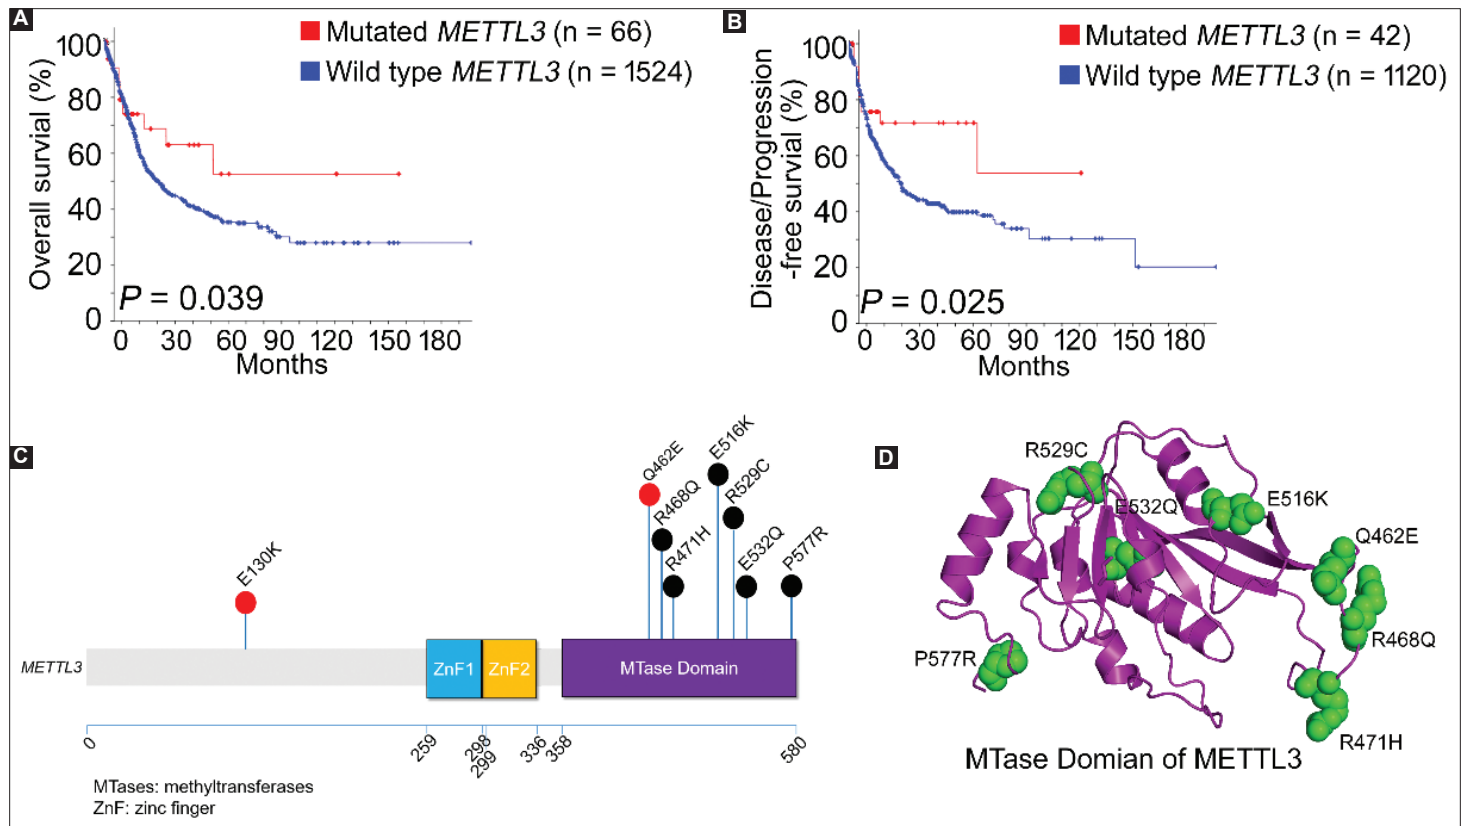 A
Mutated METTL3 (n = 66)
Wild type METTL3 (n = 1524)
Overall survial (%)
100
80
60
40
20
0
P = 0.039
0 30 60 90 120 150 180
Months
B
Mutated METTL3 (n = 42)
Wild type METTL3 (n = 1120)
Disease/Progression
-free survial (%)
100
80
60
40
20
0
P = 0.025
0 30 60 90 120 150 180
Months
C
E130K
Q462E
R468Q
R471H
E516K
R529C
E532Q
P577R
METTL3
ZnF1
ZnF2
MTase Domain
0
259
298
299
336
358
580
MTases: methyltransferases
ZnF: zinc finger
D
R529C
E532Q
E516K
Q462E
R468Q
P577R
R471H
MTase Domian of METTL3